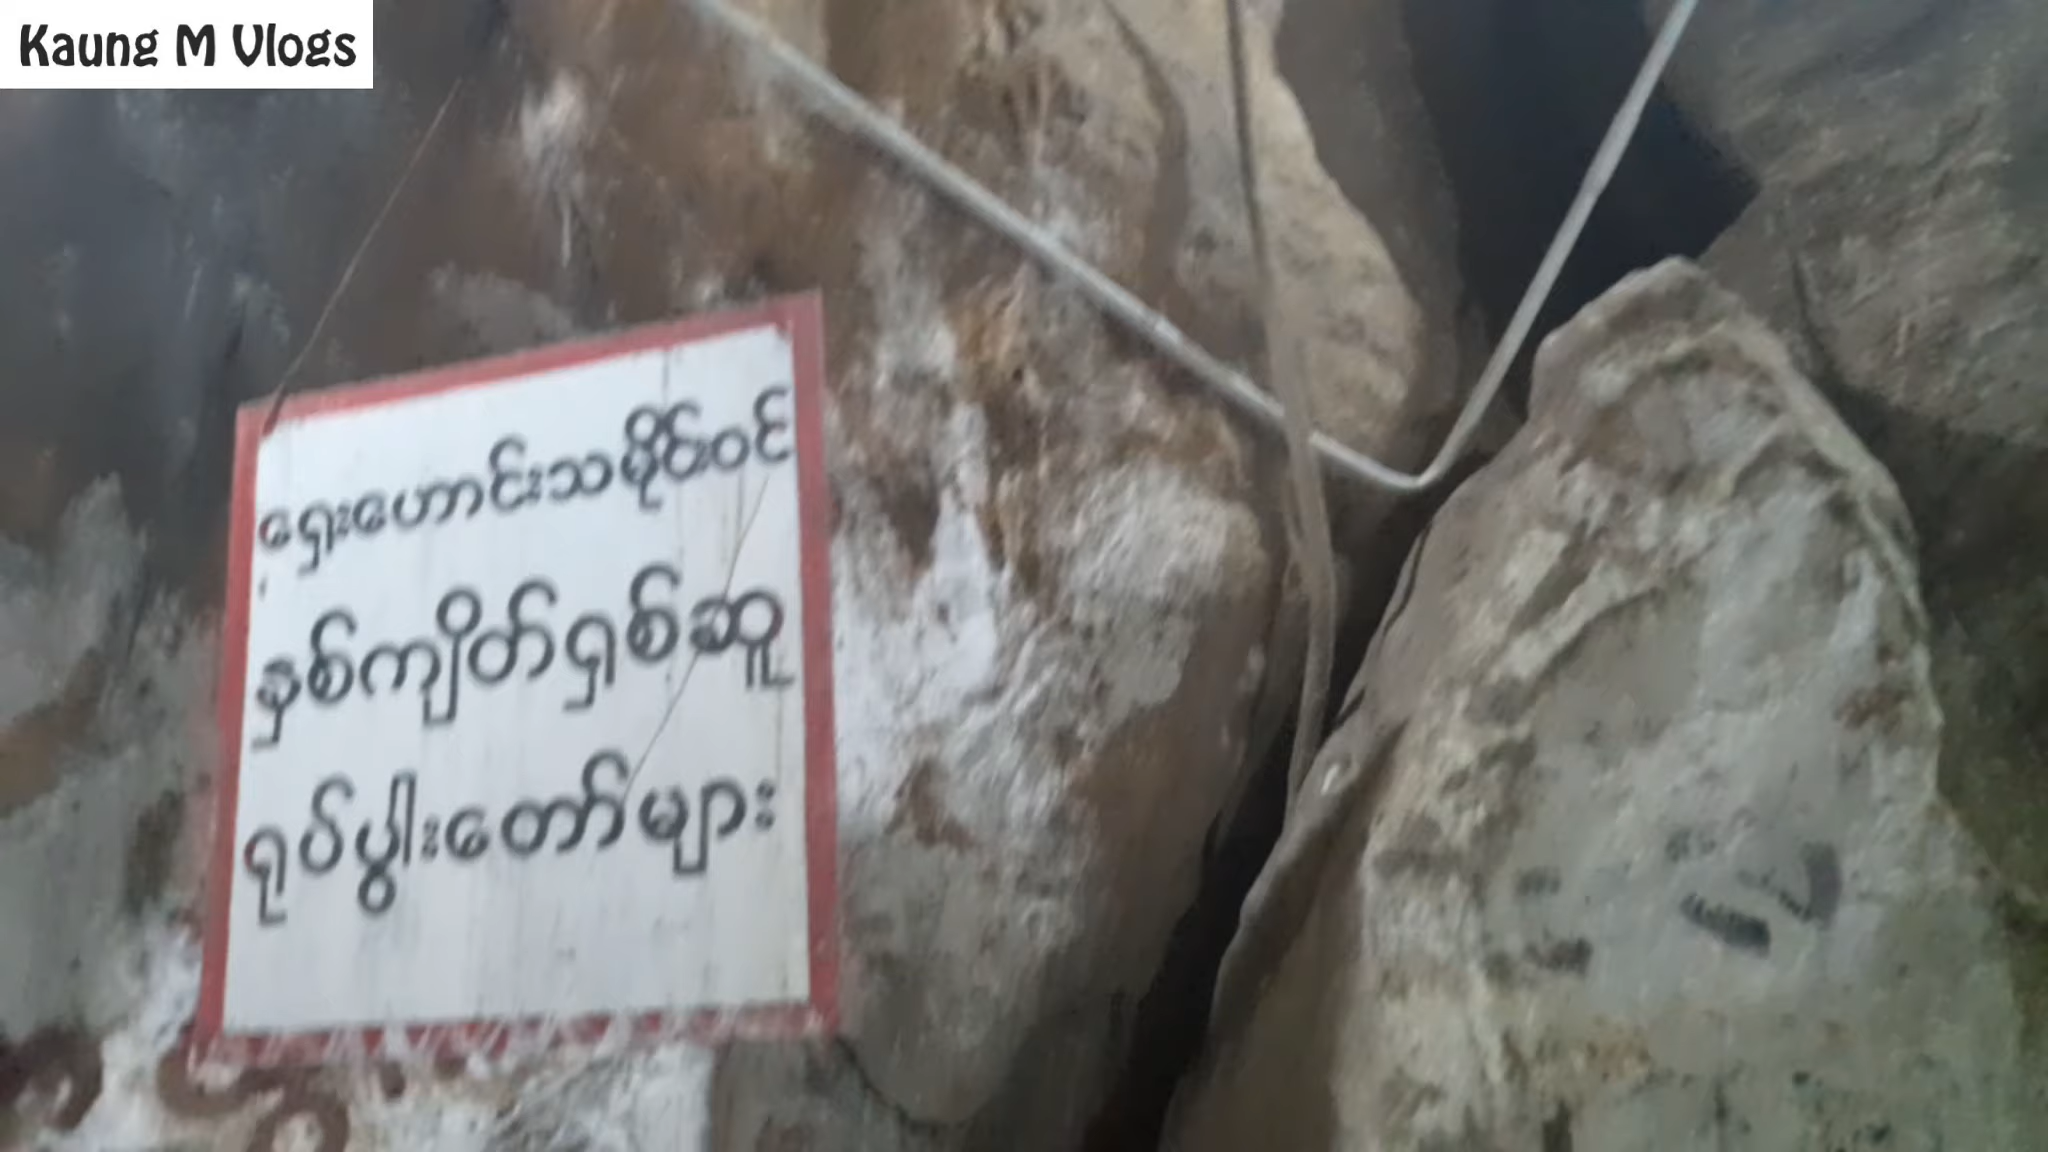 Kaung M Vlogs
ရှေးဟောင်းသမိုင်းဝင်
နှစ်ကျိတ်ရှစ်ဆူ
ရုပ်ပွါးတော်များ